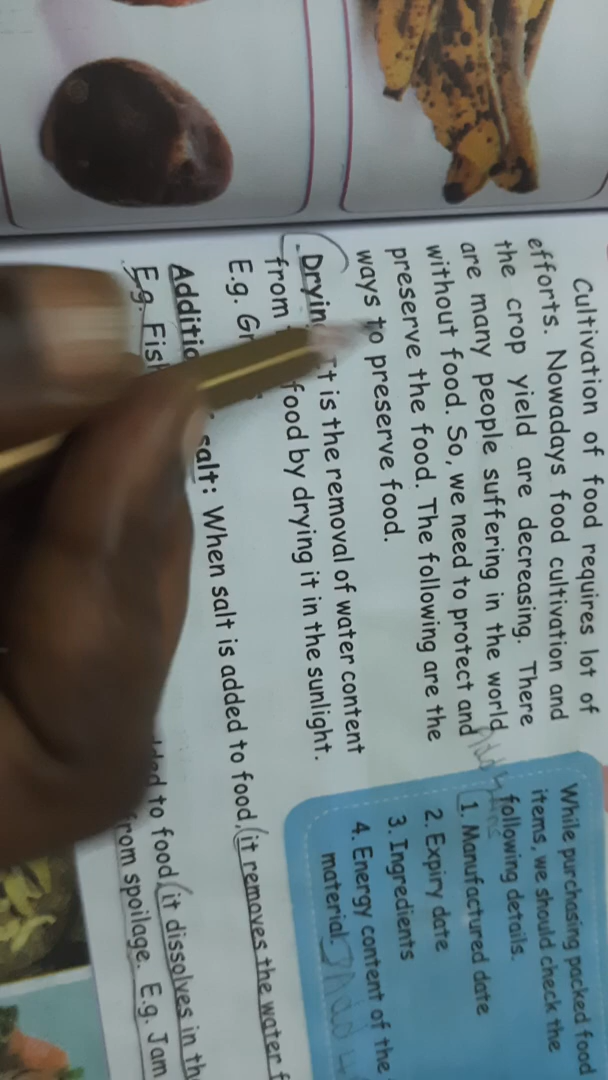 Cultivation of food requires lot of
efforts. Nowadays food cultivation and
the crop yield are decreasing. There
are many people suffering in the world
without food. So, we need to protect and
preserve the food. The following are the
ways to preserve food.
It is the removal of water content
from food by drying it in the sunlight.
E.g.
salt: When salt is added to food, it removes the water
E.g. Fish
to food, it dissolves in
from spoilage. E.g. Jam
While purchasing packed food
items, we should check the
following details.
1. Manufactured date
2. Expiry date
3. Ingredients
4. Energy content of the
material.